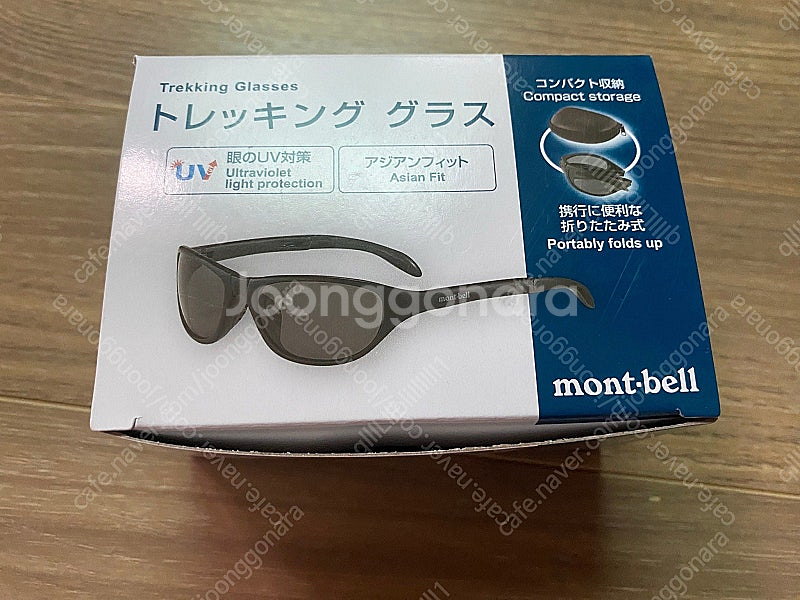 Trekking Glasses
トレッキング グラス
UV
眼のUV対策
Ultraviolet
light protection
アジアンフィット
Asian Fit
コンパクト収納
Compact storage
携行に便利な
折りたたみ式
Portably folds up
mont-bell
mont·bell
Joonggonara
cafe.naver.com/joonggonara